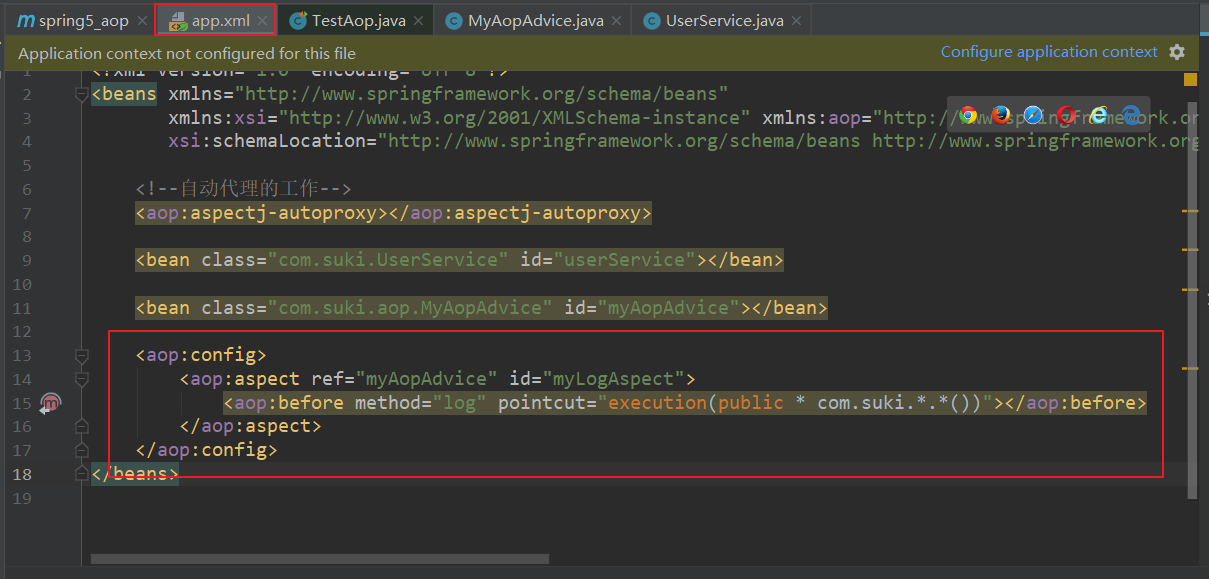 spring5_aop
app.xml
TestAop.java
MyAopAdvice.java
UserService.java
Application context not configured for this file
Configure application context
1 <?xml version="1.0" encoding="UTF-8"?>
2 <beans xmlns="http://www.springframework.org/schema/beans"
3 xmlns:xsi="http://www.w3.org/2001/XMLSchema-instance" xmlns:aop="http://www.springframework.or
4 xsi:schemaLocation="http://www.springframework.org/schema/beans http://www.springframework.org
5
6 <!--自动代理的工作-->
7 <aop:aspectj-autoproxy></aop:aspectj-autoproxy>
8
9 <bean class="com.suki.UserService" id="userService"></bean>
10
11 <bean class="com.suki.aop.MyAopAdvice" id="myAopAdvice"></bean>
12
13 <aop:config>
14 <aop:aspect ref="myAopAdvice" id="myLogAspect">
15 <aop:before method="log" pointcut="execution(public * com.suki.*.*())"></aop:before>
16 </aop:aspect>
17 </aop:config>
18 </beans>
19